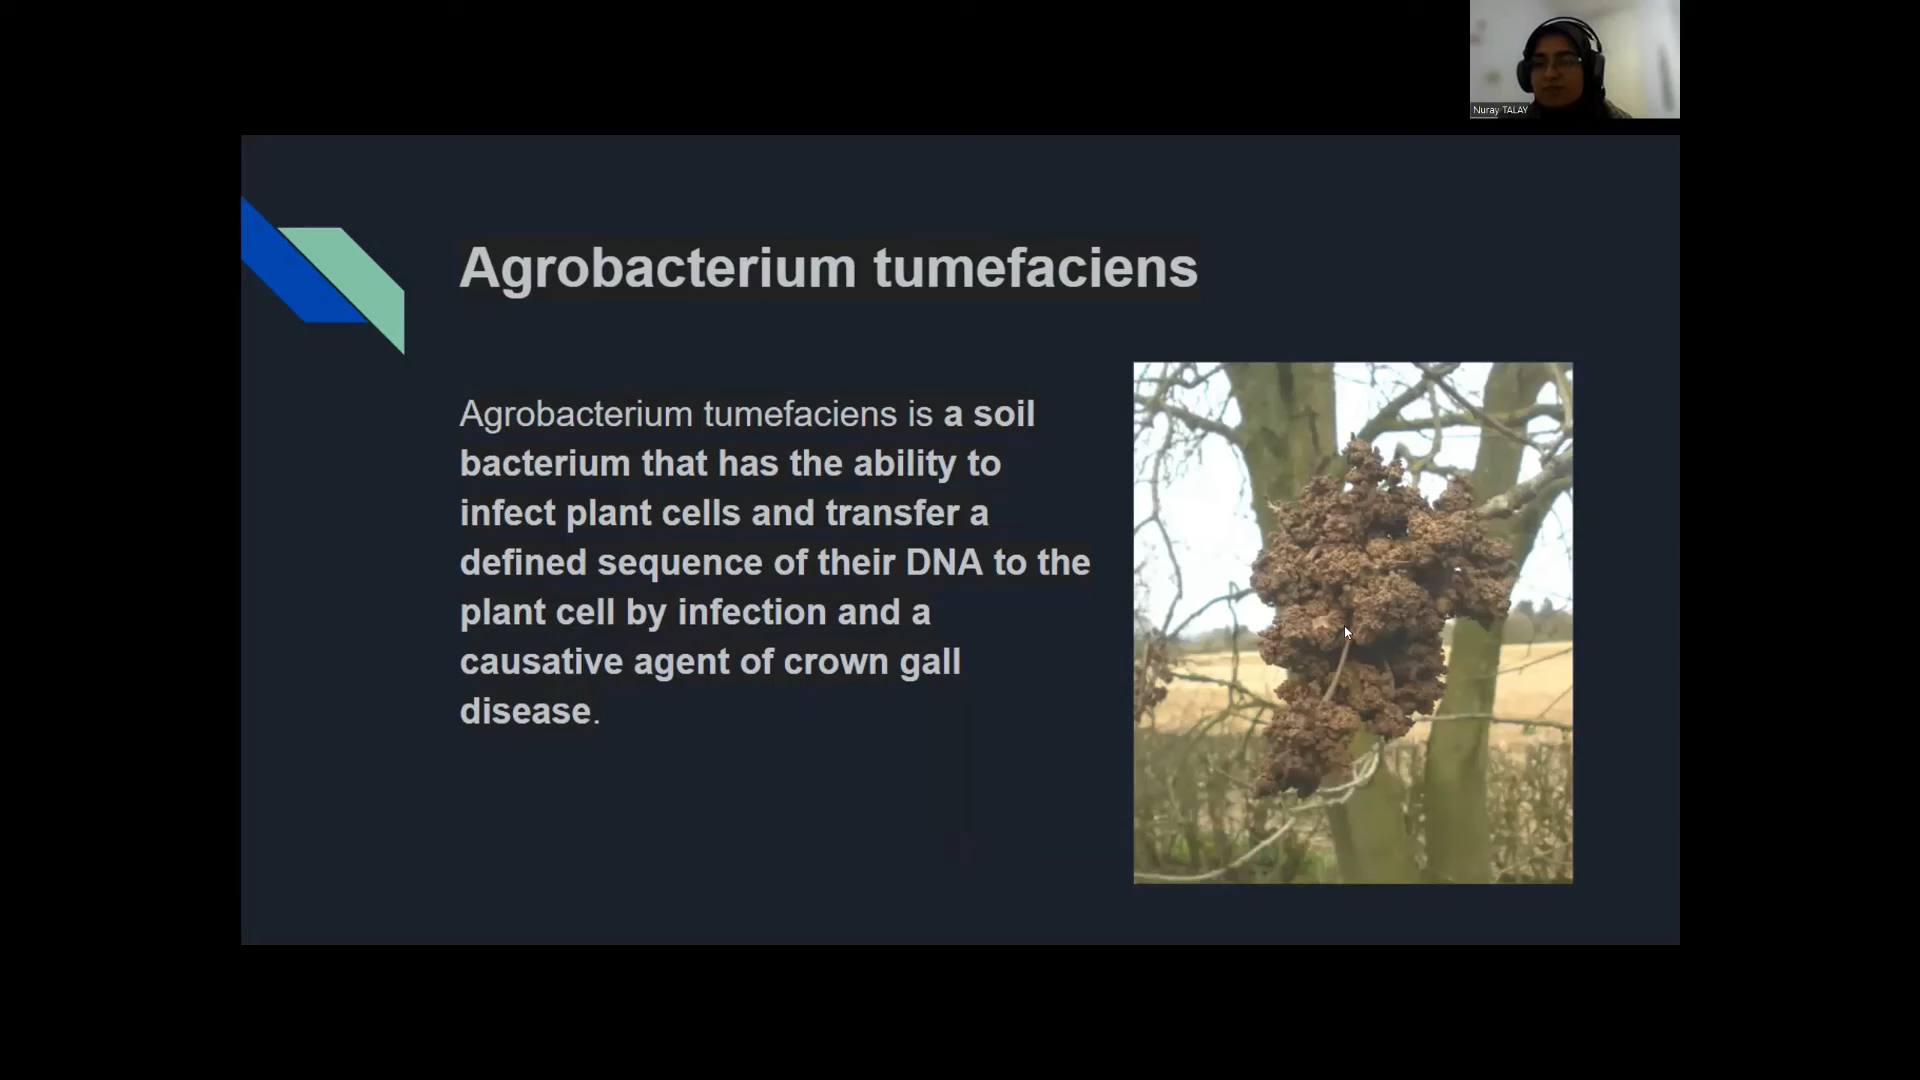 Nuray TALAY
Agrobacterium tumefaciens
Agrobacterium tumefaciens is a soil
bacterium that has the ability to
infect plant cells and transfer a
defined sequence of their DNA to the
plant cell by infection and a
causative agent of crown gall
disease.